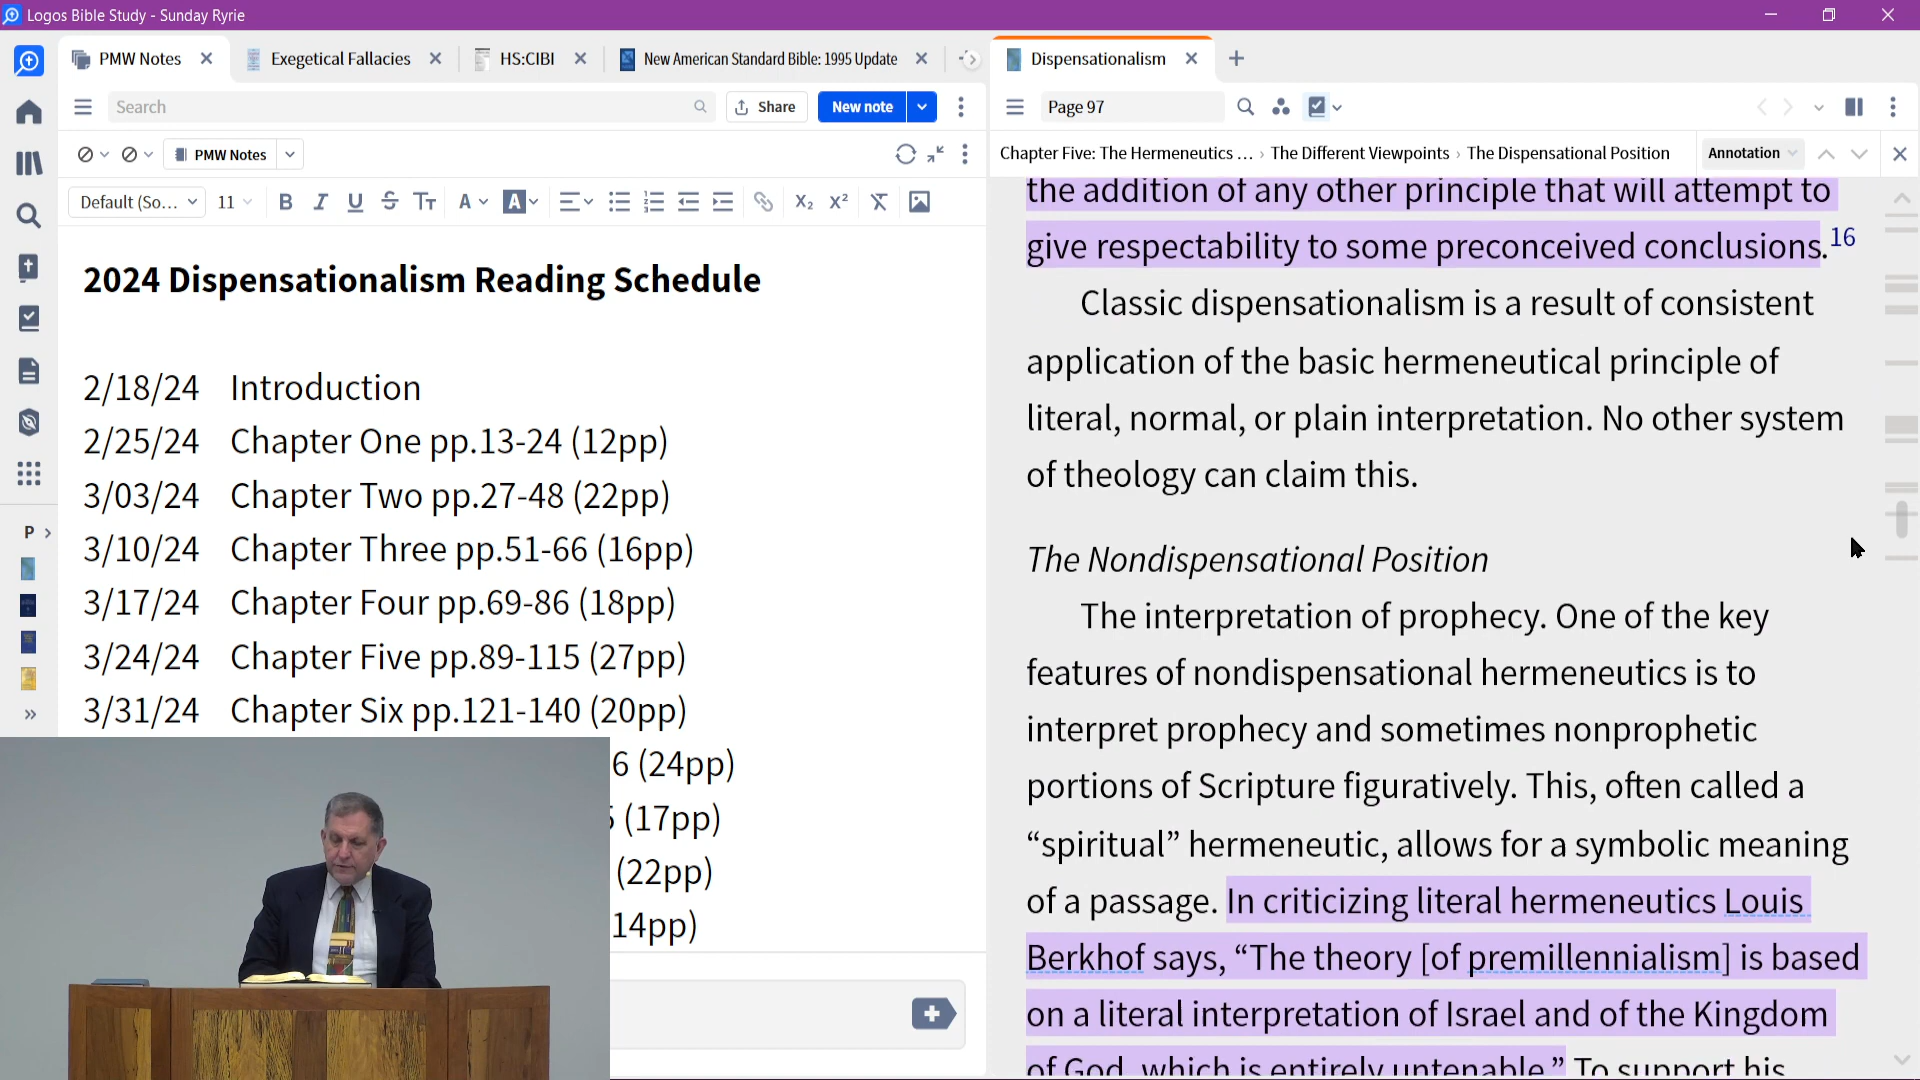 Logos Bible Study - Sunday Ryrie
PMW Notes
Exegetical Fallacies
HS:CIBI
New American Standard Bible: 1995 Update
Dispensationalism
Search
Share
New note
Page 97
PMW Notes
Chapter Five: The Hermeneutics ... › The Different Viewpoints › The Dispensational Position
Annotation
Default (So...
11
2024 Dispensationalism Reading Schedule
2/18/24 Introduction
2/25/24 Chapter One pp.13-24 (12pp)
3/03/24 Chapter Two pp.27-48 (22pp)
3/10/24 Chapter Three pp.51-66 (16pp)
3/17/24 Chapter Four pp.69-86 (18pp)
3/24/24 Chapter Five pp.89-115 (27pp)
3/31/24 Chapter Six pp.121-140 (20pp)
6 (24pp)
(17pp)
(22pp)
14pp)
P
the addition of any other principle that will attempt to
give respectability to some preconceived conclusions.16
Classic dispensationalism is a result of consistent
application of the basic hermeneutical principle of
literal, normal, or plain interpretation. No other system
of theology can claim this.
The Nondispensational Position
The interpretation of prophecy. One of the key
features of nondispensational hermeneutics is to
interpret prophecy and sometimes nonprophetic
portions of Scripture figuratively. This, often called a
“spiritual” hermeneutic, allows for a symbolic meaning
of a passage. In criticizing literal hermeneutics Louis
Berkhof says, “The theory [of premillennialism] is based
on a literal interpretation of Israel and of the Kingdom
of God, which is entirely untenable.” To support his